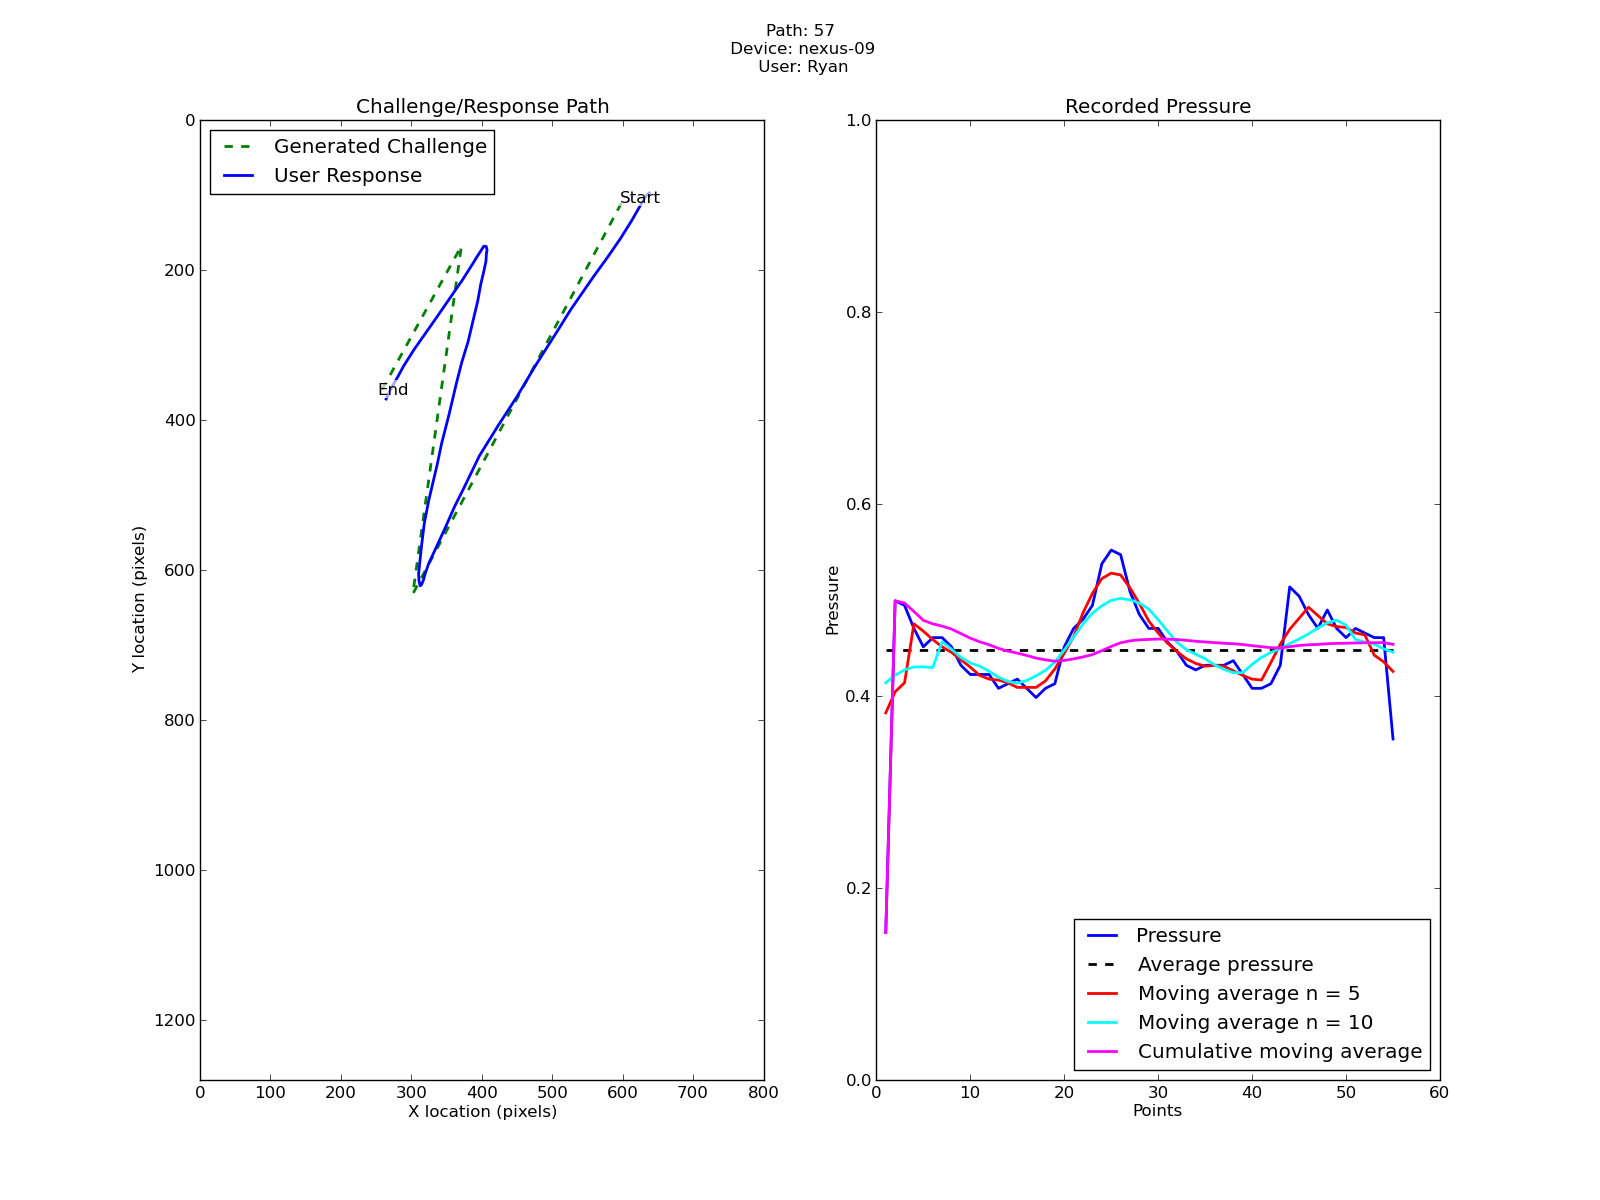 Path: 57
Device: nexus-09
User: Ryan
Challenge/Response Path
Generated Challenge
User Response
Start
End
0
200
400
600
800
1000
1200
Y location (pixels)
0 100 200 300 400 500 600 700 800
X location (pixels)
Recorded Pressure
1.0
0.8
0.6
0.4
0.2
0.0
Pressure
Pressure
Average pressure
Moving average n = 5
Moving average n = 10
Cumulative moving average
0 10 20 30 40 50 60
Points